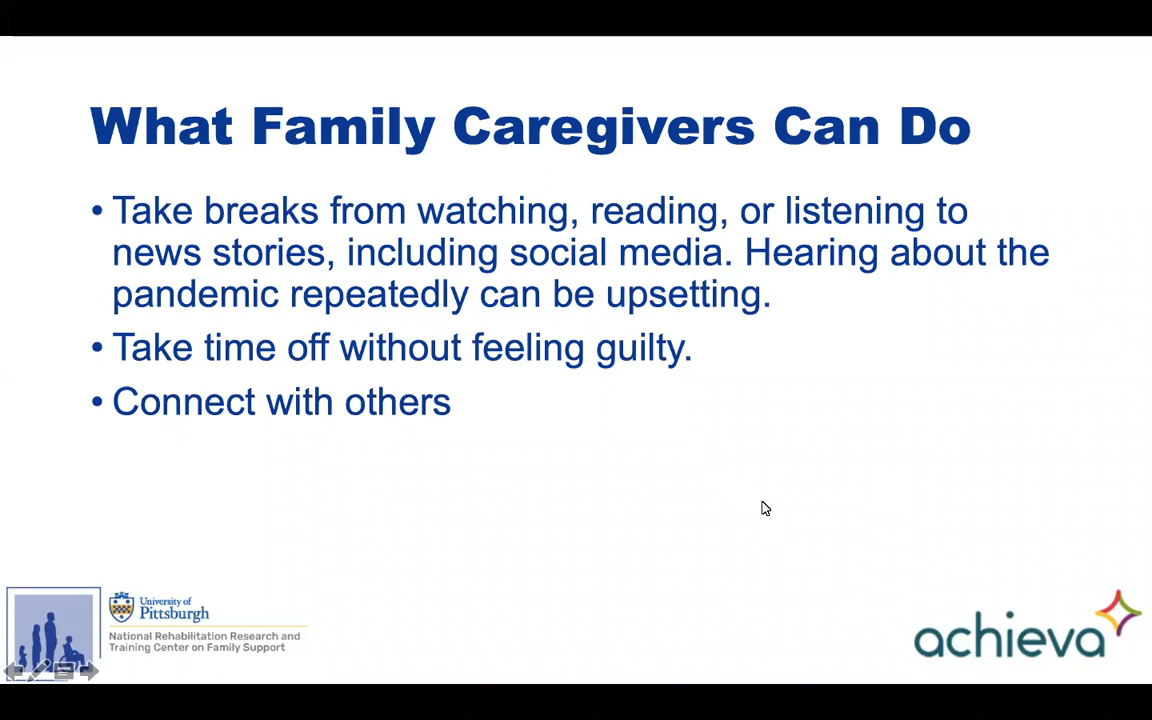 What Family Caregivers Can Do
• Take breaks from watching, reading, or listening to
news stories, including social media. Hearing about the
pandemic repeatedly can be upsetting.
• Take time off without feeling guilty.
• Connect with others
University of
Pittsburgh
National Rehabilitation Research and
Training Center on Family Support
achieva